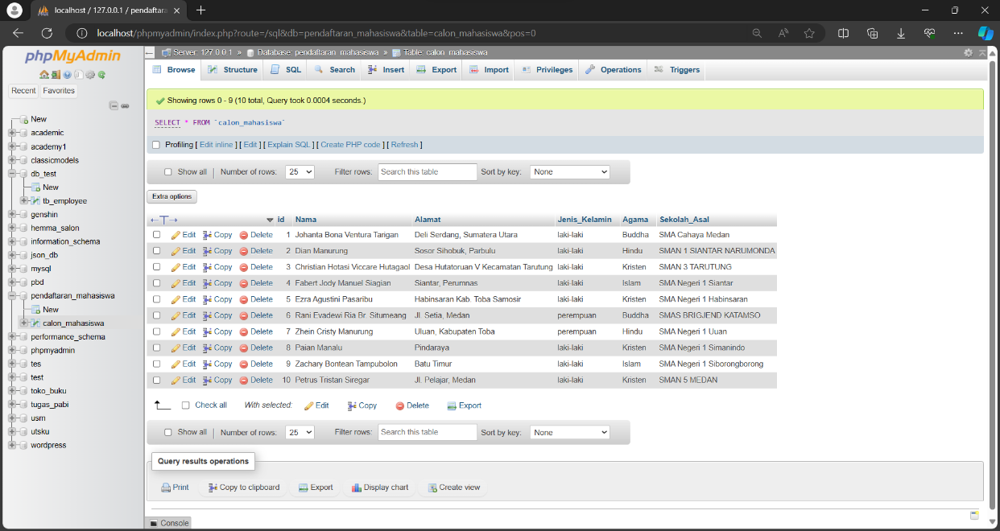 localhost / 127.0.0.1 / pendaftara
localhost/phpmyadmin/index.php?route=/sql&db=pendaftaran_mahasiswa&table=calon_mahasiswa&pos=0
phpMyAdmin
Recent Favorites
New
academic
academy1
classicmodels
db_test
New
tb_employee
genshin
hemma_salon
information_schema
json_db
mysql
pbd
pendaftaran_mahasiswa
New
calon_mahasiswa
performance_schema
phpmyadmin
tes
test
toko_buku
tugas_pabi
usm
utsku
wordpress
Server: 127.0.0.1 » Database: pendaftaran_mahasiswa » Table: calon_mahasiswa
Browse Structure SQL Search Insert Export Import Privileges Operations Triggers
Showing rows 0 - 9 (10 total, Query took 0.0004 seconds.)
SELECT * FROM `calon_mahasiswa`
Profiling [ Edit inline ] [ Edit ] [ Explain SQL ] [ Create PHP code ] [ Refresh ]
Show all | Number of rows: 25 Filter rows: Search this table Sort by key: None
Extra options
←T→ id Nama Alamat Jenis_Kelamin Agama Sekolah_Asal
Edit Copy Delete 1 Johanta Bona Ventura Tarigan Deli Serdang, Sumatera Utara laki-laki Buddha SMA Cahaya Medan
Edit Copy Delete 2 Dian Manurung Sosor Sihobuk, Parbulu laki-laki Hindu SMAN 1 SIANTAR NARUMONDA
Edit Copy Delete 3 Christian Hotasi Viccare Hutagaol Desa Hutatoruan V Kecamatan Tarutung laki-laki Kristen SMAN 3 TARUTUNG
Edit Copy Delete 4 Fabert Jody Manuel Siagian Siantar, Perumnas laki-laki Islam SMA Negeri 1 Siantar
Edit Copy Delete 5 Ezra Agustini Pasaribu Habinsaran Kab. Toba Samosir laki-laki Kristen SMA Negeri 1 Habinsaran
Edit Copy Delete 6 Rani Evadewi Ria Br. Situmeang Jl. Setia, Medan perempuan Buddha SMAS BRIGJEND KATAMSO
Edit Copy Delete 7 Zhein Cristy Manurung Uluan, Kabupaten Toba perempuan Hindu SMA Negeri 1 Uuan
Edit Copy Delete 8 Paian Manalu Pindaraya laki-laki Kristen SMA Negeri 1 Simanindo
Edit Copy Delete 9 Zachary Bontean Tampubolon Batu Timur laki-laki Islam SMA Negeri 1 Siborongborong
Edit Copy Delete 10 Petrus Tristan Siregar Jl. Pelajar, Medan laki-laki Kristen SMAN 5 MEDAN
Check all With selected: Edit Copy Delete Export
Show all | Number of rows: 25 Filter rows: Search this table Sort by key: None
Query results operations
Print Copy to clipboard Export Display chart Create view
Console